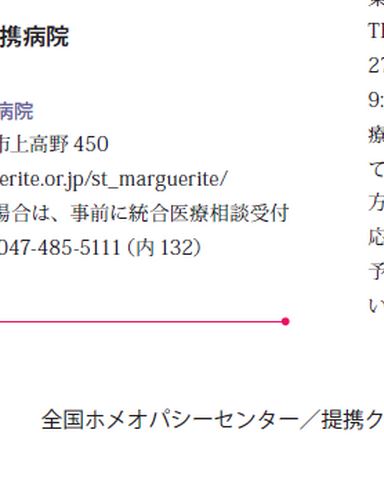 携病院
病院
市上高野 450
erite.or.jp/st_marguerite/
場合は、事前に統合医療相談受付
047-485-5111（内 132）
27
9:
療
て
方
応
予
い
全国ホメオパシーセンター／提携ク